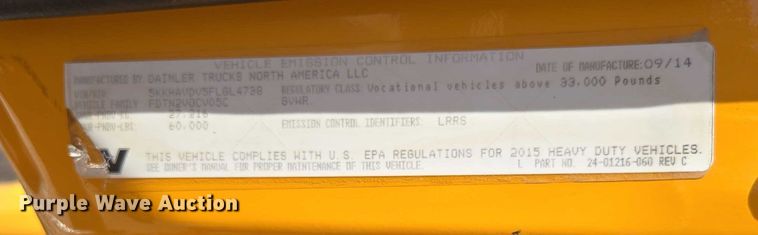 VEHICLE EMISSION CONTROL INFORMATION
MANUFACTURED BY DAIMLER TRUCKS NORTH AMERICA LLC DATE OF MANUFACTURE: 09/14
REGULATORY CLASS: Vocational vehicles above 33,000 Pounds
VEHICLE FAMILY GVWR
60,000 EMISSION CONTROL IDENTIFIERS: LRRS
THIS VEHICLE COMPLIES WITH U.S. EPA REGULATIONS FOR 2015 HEAVY DUTY VEHICLES.
SEE OWNER'S MANUAL FOR PROPER MAINTENANCE OF THIS VEHICLE. L PART NO. 24-01216-060 REV C
Purple Wave Auction